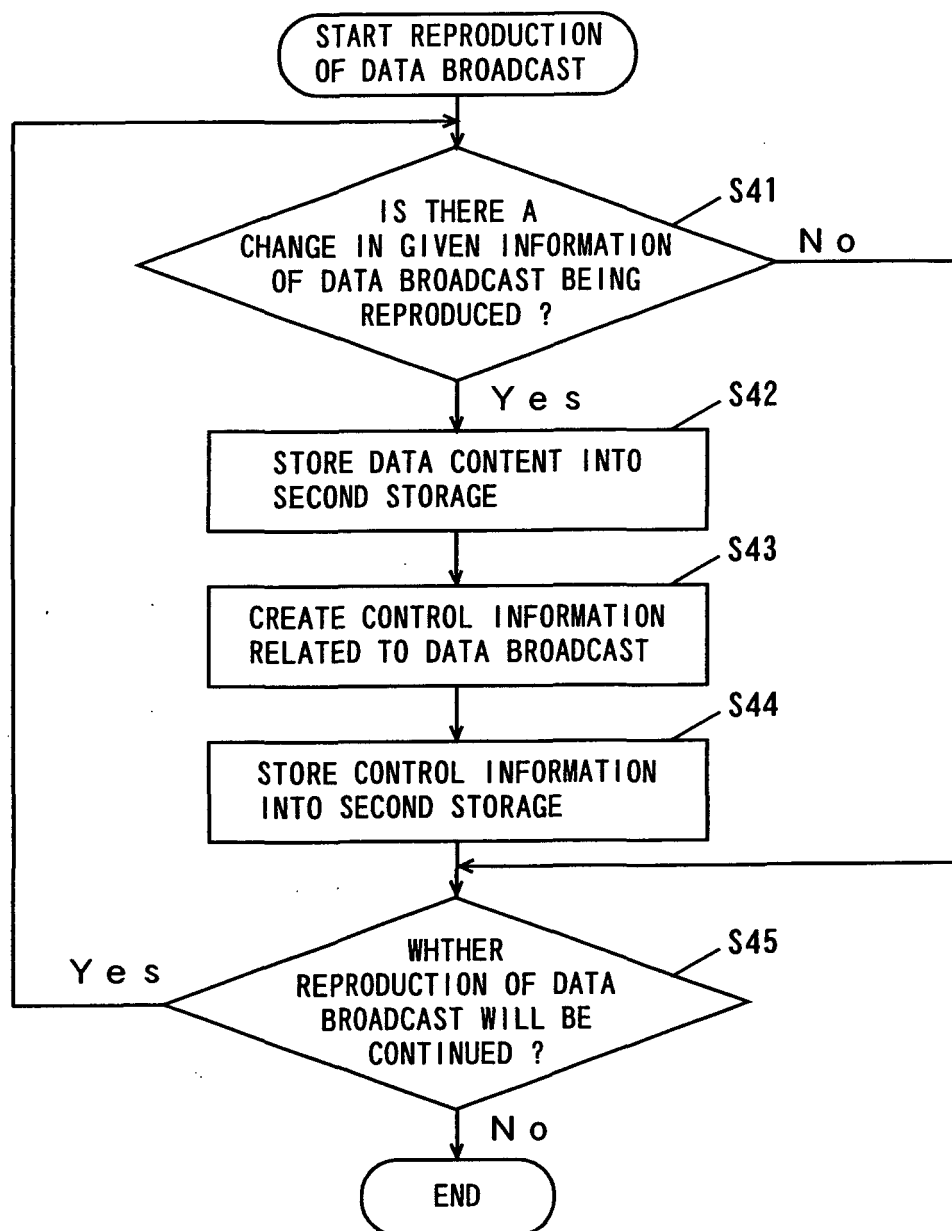 START REPRODUCTION
OF DATA BROADCAST
S41
IS THERE A
CHANGE IN GIVEN INFORMATION
OF DATA BROADCAST BEING
REPRODUCED ?
No
Yes
S42
STORE DATA CONTENT INTO
SECOND STORAGE
S43
CREATE CONTROL INFORMATION
RELATED TO DATA BROADCAST
S44
STORE CONTROL INFORMATION
INTO SECOND STORAGE
S45
WHTHER
REPRODUCTION OF DATA
BROADCAST WILL BE
CONTINUED ?
Yes
No
END